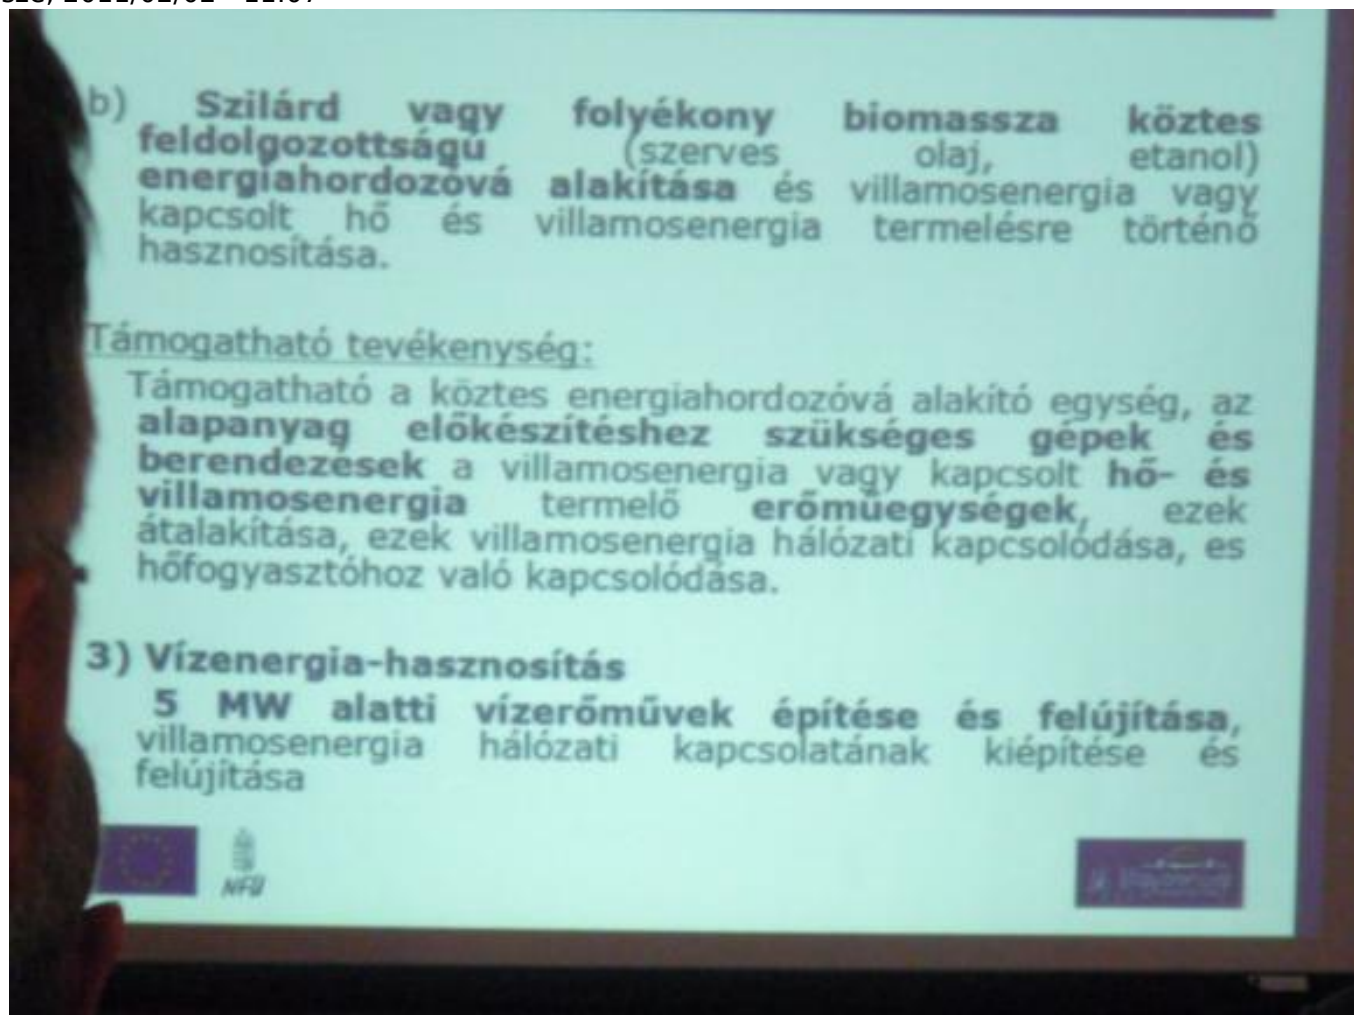 b) Szilárd vagy folyékony biomassza köztes
feldolgozottságú (szerves olaj, etanol)
energiahordozóvá alakítása és villamosenergia vagy
kapcsolt hő és villamosenergia termelésre történő
hasznosítása.
Támogatható tevékenység:
Támogatható a köztes energiahordozóvá alakító egység, az
alapanyag előkészítéshez szükséges gépek és
berendezések a villamosenergia vagy kapcsolt hő- és
villamosenergia termelő erőműegységek, ezek
átalakítása, ezek villamosenergia hálózati kapcsolódása, es
hőfogyasztóhoz való kapcsolódása.
3) Vízenergia-hasznosítás
5 MW alatti vízerőművek építése és felújítása,
villamosenergia hálózati kapcsolatának kiépítése és
felújítása
NFÜ